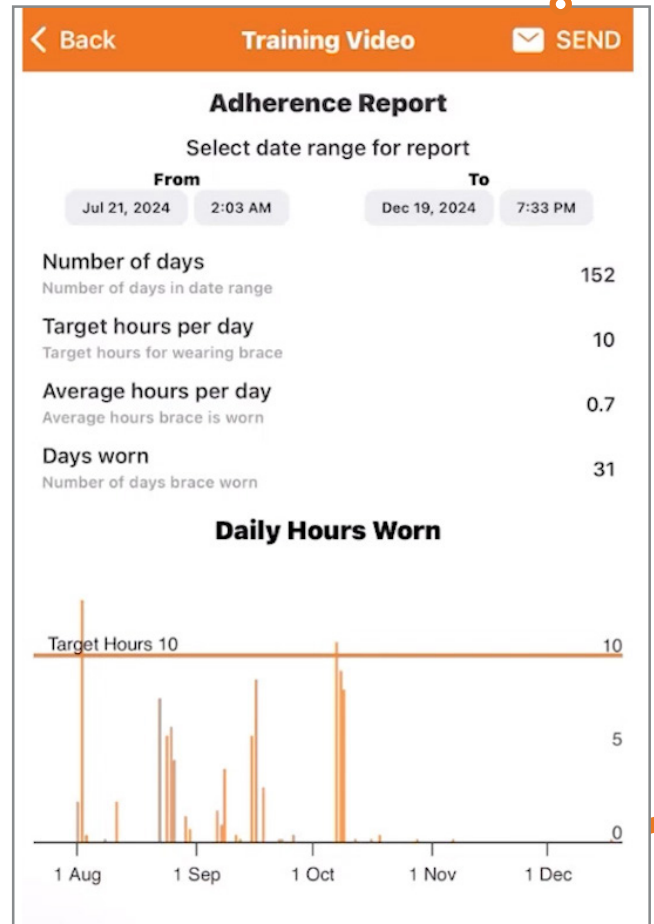 Back Training Video SEND
Adherence Report
Select date range for report
From To
Jul 21, 2024 2:03 AM Dec 19, 2024 7:33 PM
Number of days
Number of days in date range
152
Target hours per day
Target hours for wearing brace
10
Average hours per day
Average hours brace is worn
0.7
Days worn
Number of days brace worn
31
Daily Hours Worn
Target Hours 10 10
5
0
1 Aug 1 Sep 1 Oct 1 Nov 1 Dec